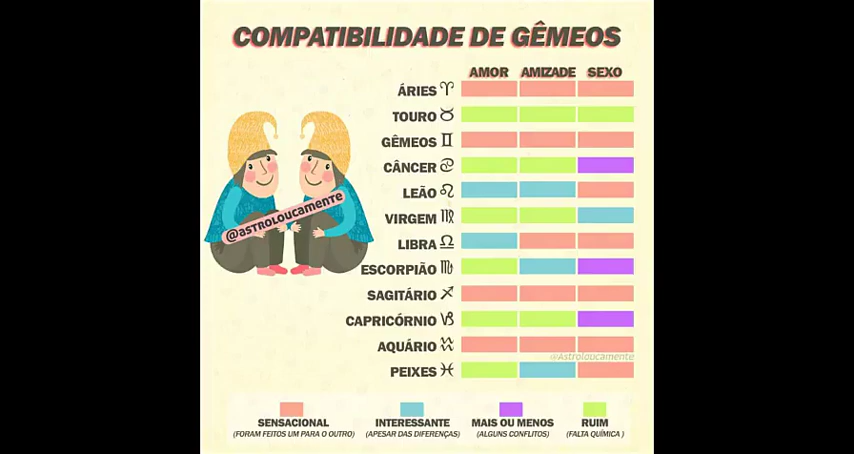 COMPATIBILIDADE DE GÊMEOS
AMOR AMIZADE SEXO
ÁRIES ♈
TOURO ♉
GÊMEOS ♊
CÂNCER ♋
LEÃO ♌
VIRGEM ♍
LIBRA ♎
ESCORPIÃO ♏
SAGITÁRIO ♐
CAPRICÓRNIO ♑
AQUÁRIO ♒
PEIXES ♓
@ASTROLOUCAMENTE
@Astroloucamente
SENSACIONAL
(FORAM FEITOS UM PARA O OUTRO)
INTERESSANTE
(APESAR DAS DIFERENÇAS)
MAIS OU MENOS
(ALGUNS CONFLITOS)
RUIM
(FALTA QUÍMICA )